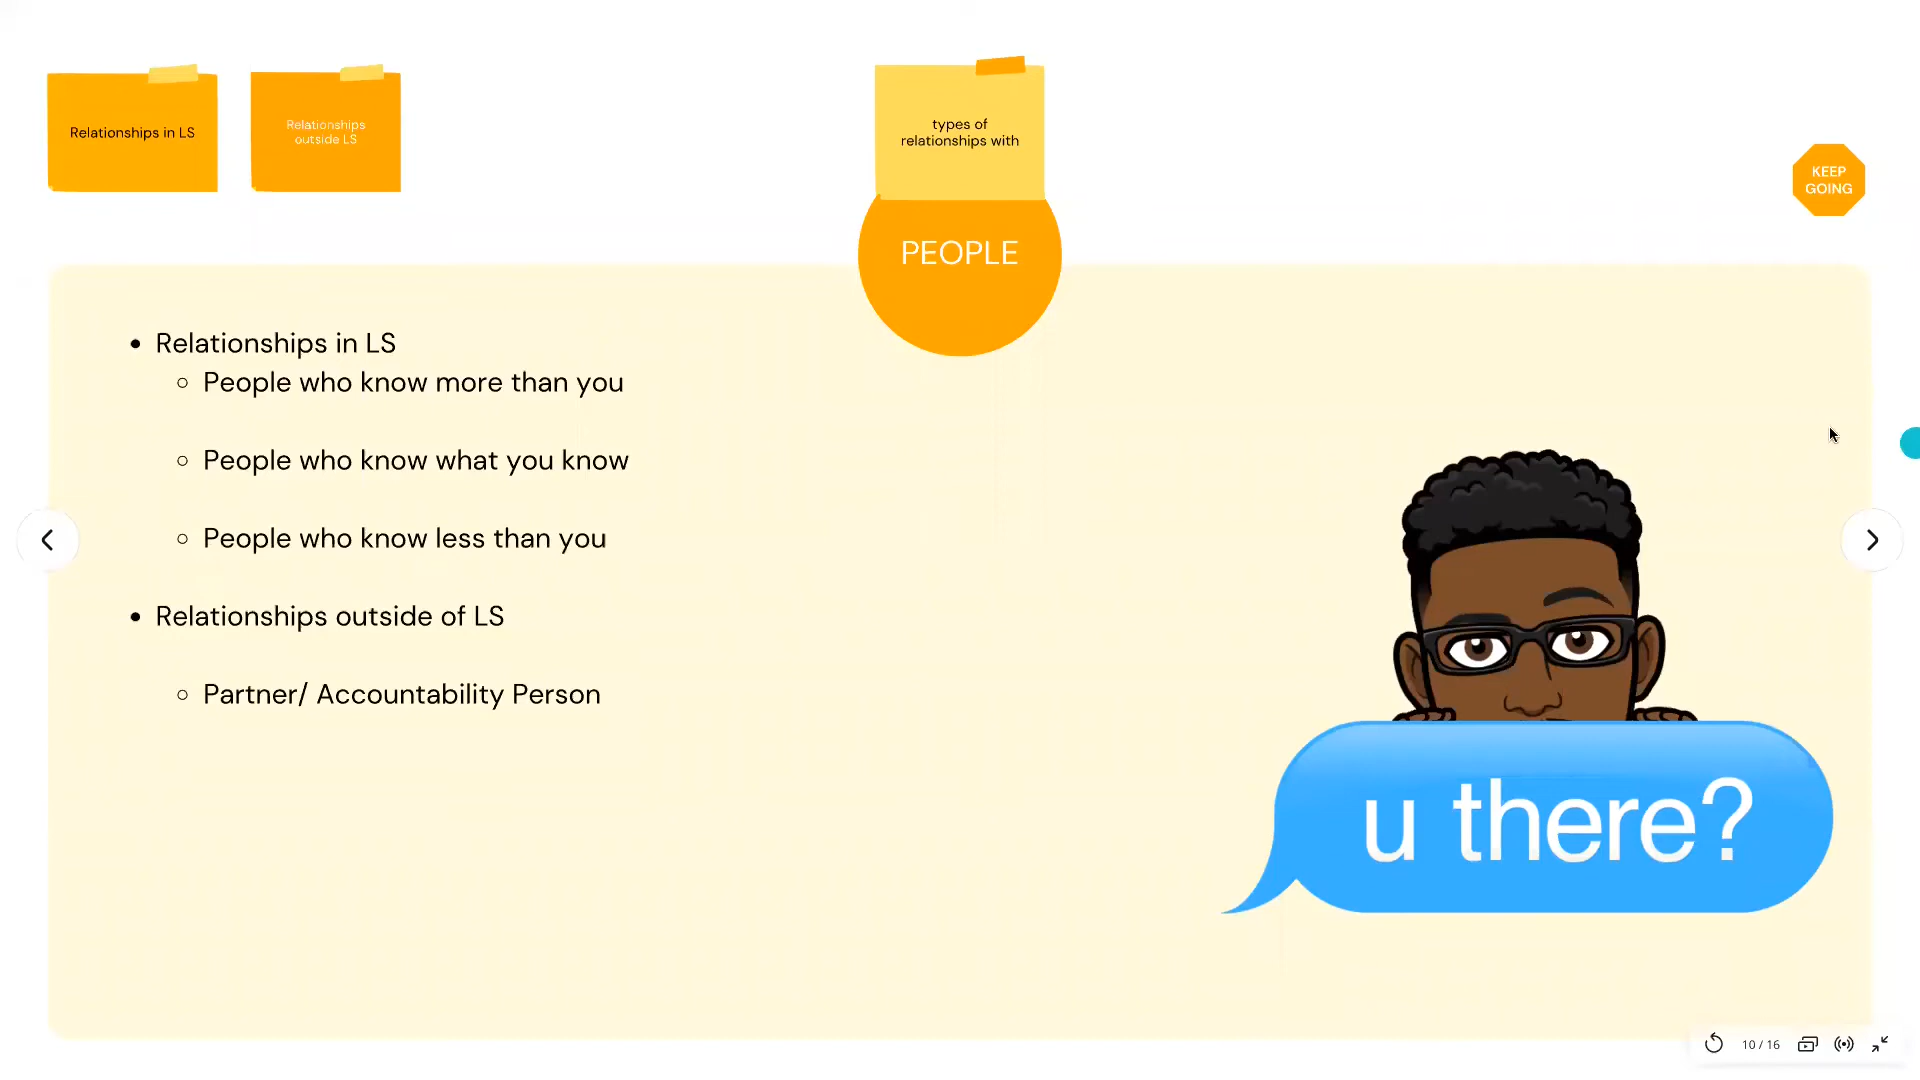 Relationships in LS
Relationships
outside LS
types of
relationships with
KEEP
GOING
PEOPLE
• Relationships in LS
○ People who know more than you
○ People who know what you know
○ People who know less than you
• Relationships outside of LS
○ Partner/ Accountability Person
u there?
10 / 16